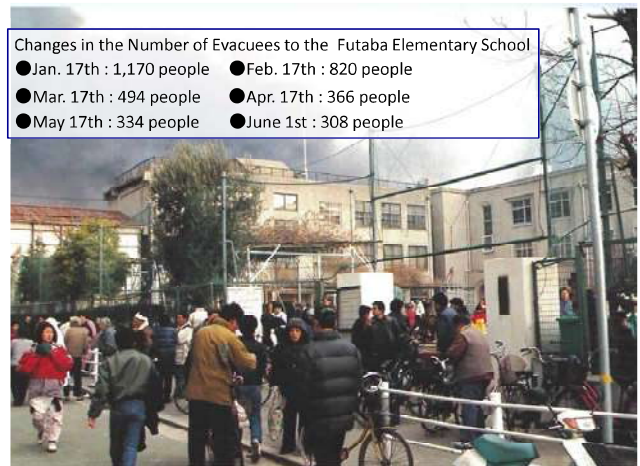 Changes in the Number of Evacuees to the Futaba Elementary School
●Jan. 17th : 1,170 people ●Feb. 17th : 820 people
●Mar. 17th : 494 people ●Apr. 17th : 366 people
●May 17th : 334 people ●June 1st : 308 people